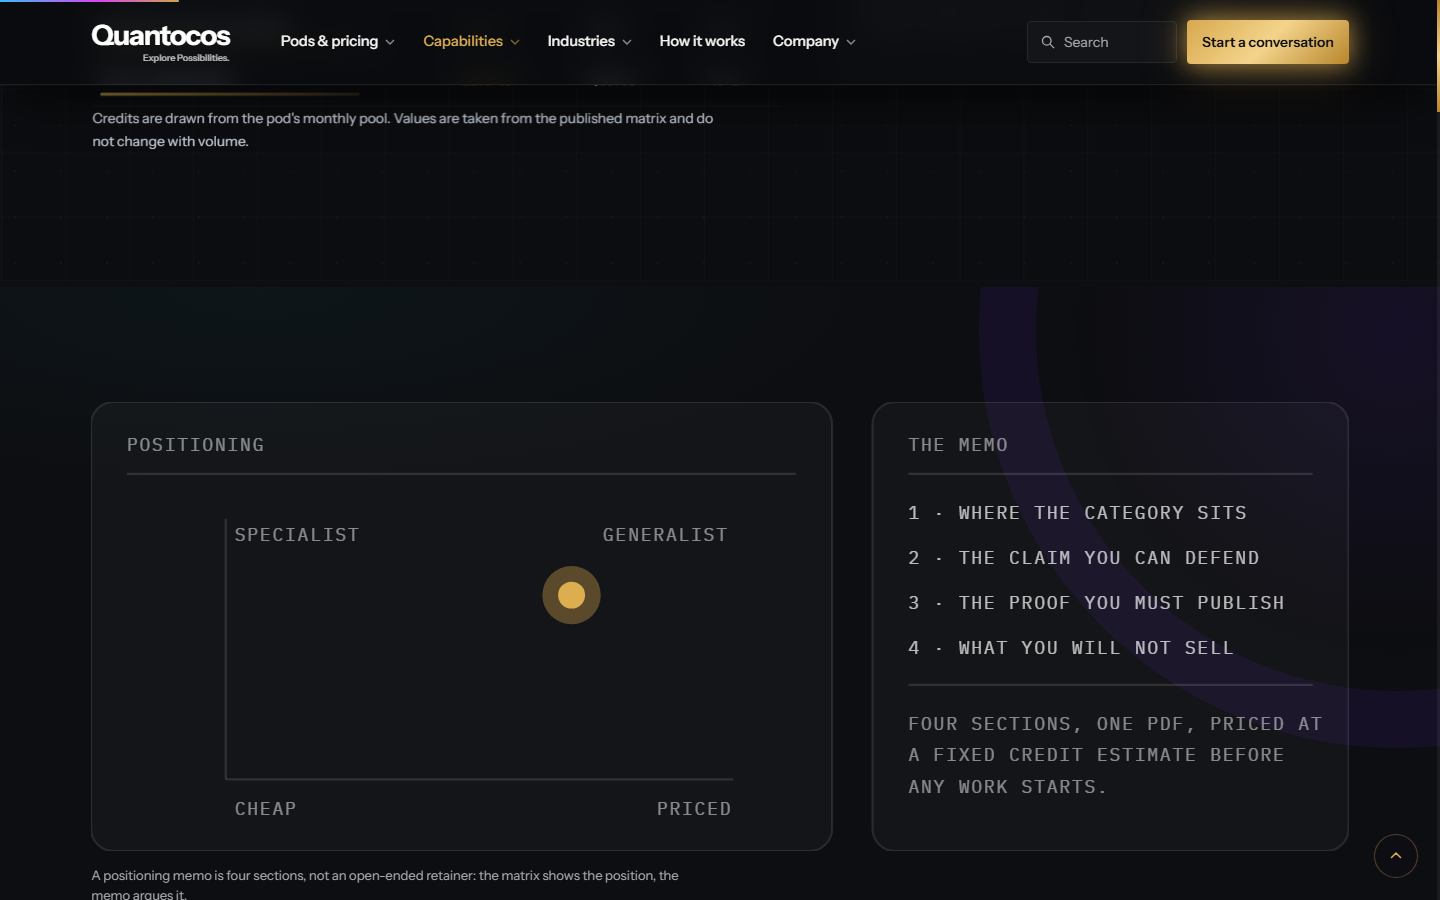 Quantocos
Explore Possibilities.
Pods & pricing
Capabilities
Industries
How it works
Company
Search
Start a conversation
Credits are drawn from the pod's monthly pool. Values are taken from the published matrix and do
not change with volume.
POSITIONING
SPECIALIST
GENERALIST
CHEAP
PRICED
THE MEMO
1 · WHERE THE CATEGORY SITS
2 · THE CLAIM YOU CAN DEFEND
3 · THE PROOF YOU MUST PUBLISH
4 · WHAT YOU WILL NOT SELL
FOUR SECTIONS, ONE PDF, PRICED AT
A FIXED CREDIT ESTIMATE BEFORE
ANY WORK STARTS.
A positioning memo is four sections, not an open-ended retainer: the matrix shows the position, the
memo argues it.